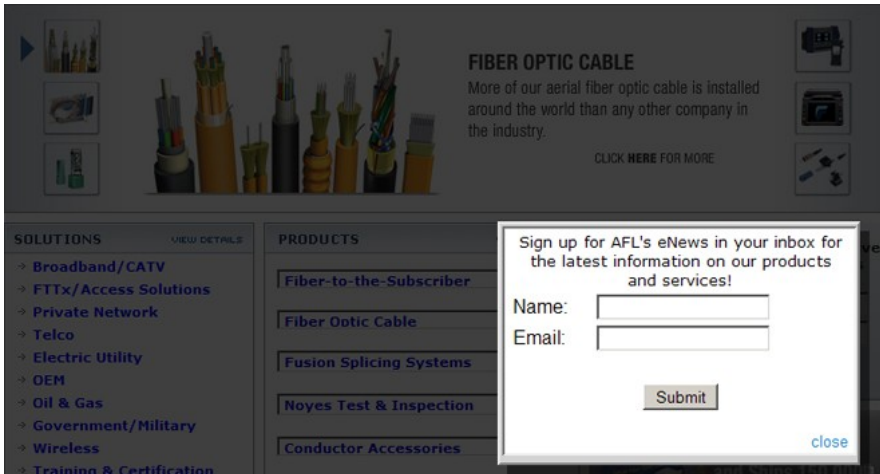 FIBER OPTIC CABLE
More of our aerial fiber optic cable is installed
around the world than any other company in
the industry.
CLICK HERE FOR MORE
SOLUTIONS VIEW DETAILS
Broadband/CATV
FTTx/Access Solutions
Private Network
Telco
Electric Utility
OEM
Oil & Gas
Government/Military
Wireless
Training & Certification
PRODUCTS
Fiber-to-the-Subscriber
Fiber Optic Cable
Fusion Splicing Systems
Noyes Test & Inspection
Conductor Accessories
Sign up for AFL's eNews in your inbox for
the latest information on our products
and services!
Name:
Email:
Submit
close